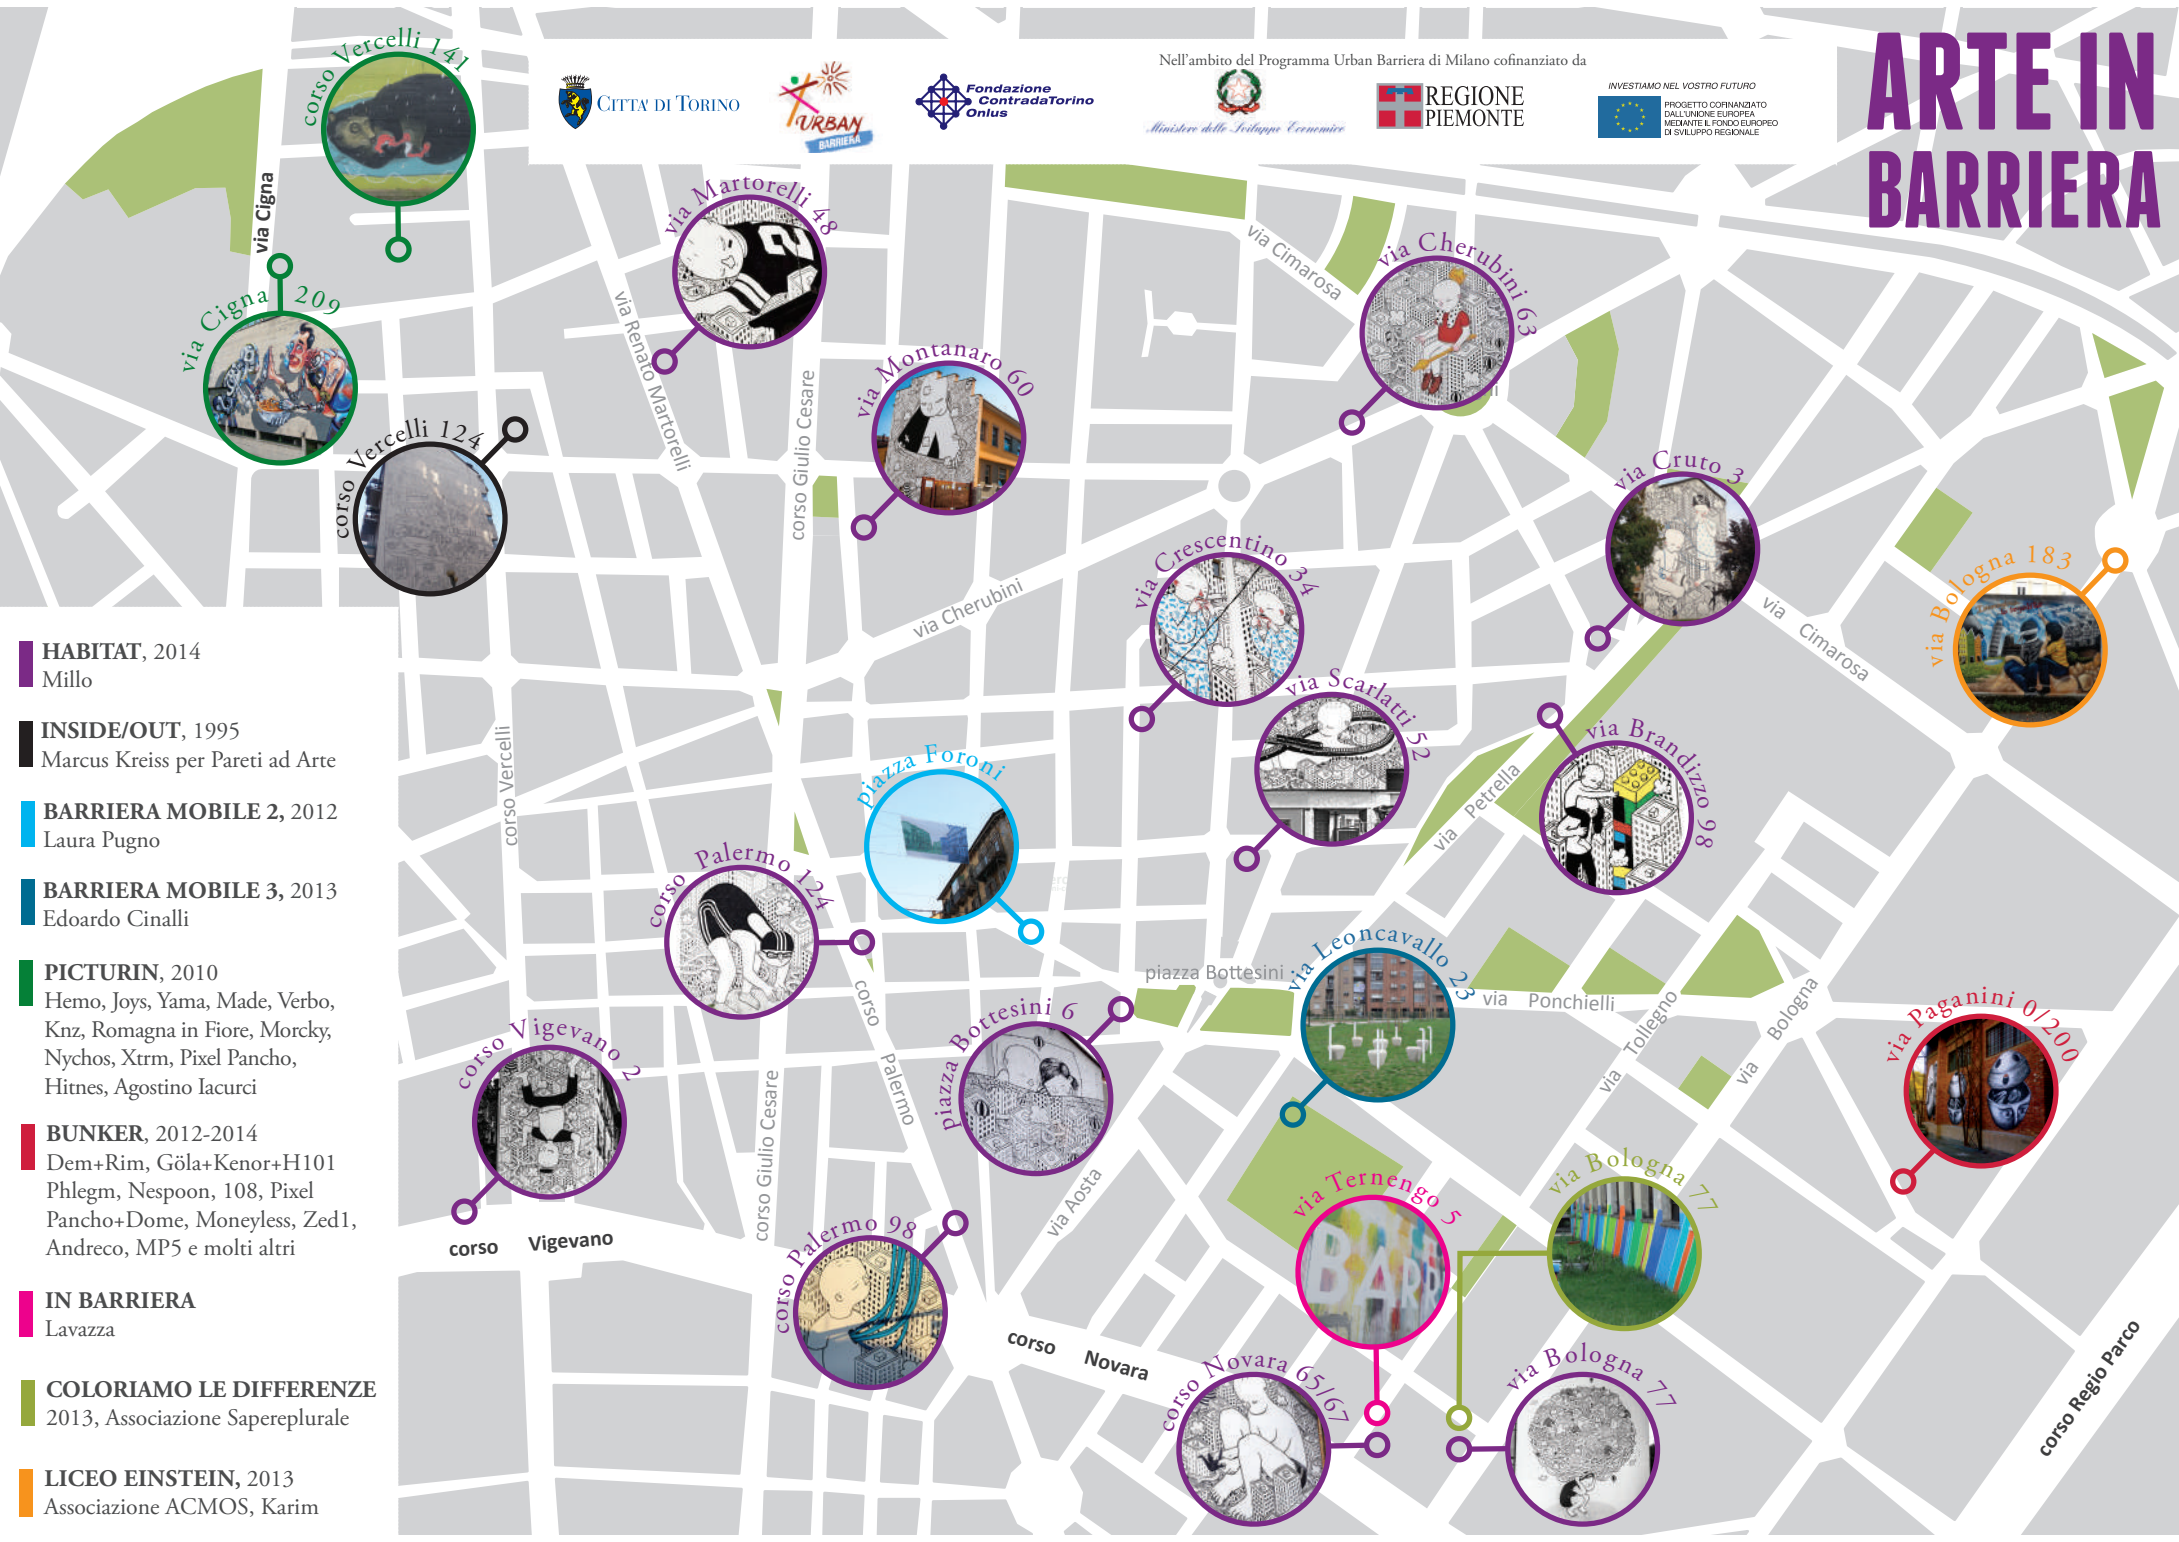 ARTE IN
BARRIERA
Nell'ambito del Programma Urban Barriera di Milano cofinanziato da
CITTA' DI TORINO
URBAN
BARRIERA
Fondazione
ContradaTorino
Onlus
Ministero dello Sviluppo Economico
REGIONE
PIEMONTE
INVESTIAMO NEL VOSTRO FUTURO
PROGETTO COFINANZIATO
DALL'UNIONE EUROPEA
MEDIANTE IL FONDO EUROPEO
DI SVILUPPO REGIONALE
corso Vercelli 141
via Cigna
via Cigna 209
corso Vercelli 124
via Martorelli 48
2
via Renato Martorelli
corso Giulio Cesare
via Montanaro 60
via Cimarosa
via Cherubini 63
via Cruto 3
via Crescentino 34
via Cherubini
via Cimarosa
via Bologna 183
via Scarlatti 52
via Brandizzo 98
via Petrella
corso Vercelli
piazza Foroni
corso Palermo 124
piazza Bottesini
via Leoncavallo 23
via Ponchielli
via Tollegno
via Bologna
via Paganini 0/200
corso Palermo
piazza Bottesini 6
corso Vigevano 2
corso Giulio Cesare
via Aosta
via Ternengo 5
BARR
via Bologna 77
corso Vigevano
corso Palermo 98
corso Novara
corso Novara 65/67
via Bologna 77
corso Regio Parco
HABITAT, 2014
Millo
INSIDE/OUT, 1995
Marcus Kreiss per Pareti ad Arte
BARRIERA MOBILE 2, 2012
Laura Pugno
BARRIERA MOBILE 3, 2013
Edoardo Cinalli
PICTURIN, 2010
Hemo, Joys, Yama, Made, Verbo,
Knz, Romagna in Fiore, Morcky,
Nychos, Xtrm, Pixel Pancho,
Hitnes, Agostino Iacurci
BUNKER, 2012-2014
Dem+Rim, Göla+Kenor+H101
Phlegm, Nespoon, 108, Pixel
Pancho+Dome, Moneyless, Zed1,
Andreco, MP5 e molti altri
IN BARRIERA
Lavazza
COLORIAMO LE DIFFERENZE
2013, Associazione Sapereplurale
LICEO EINSTEIN, 2013
Associazione ACMOS, Karim